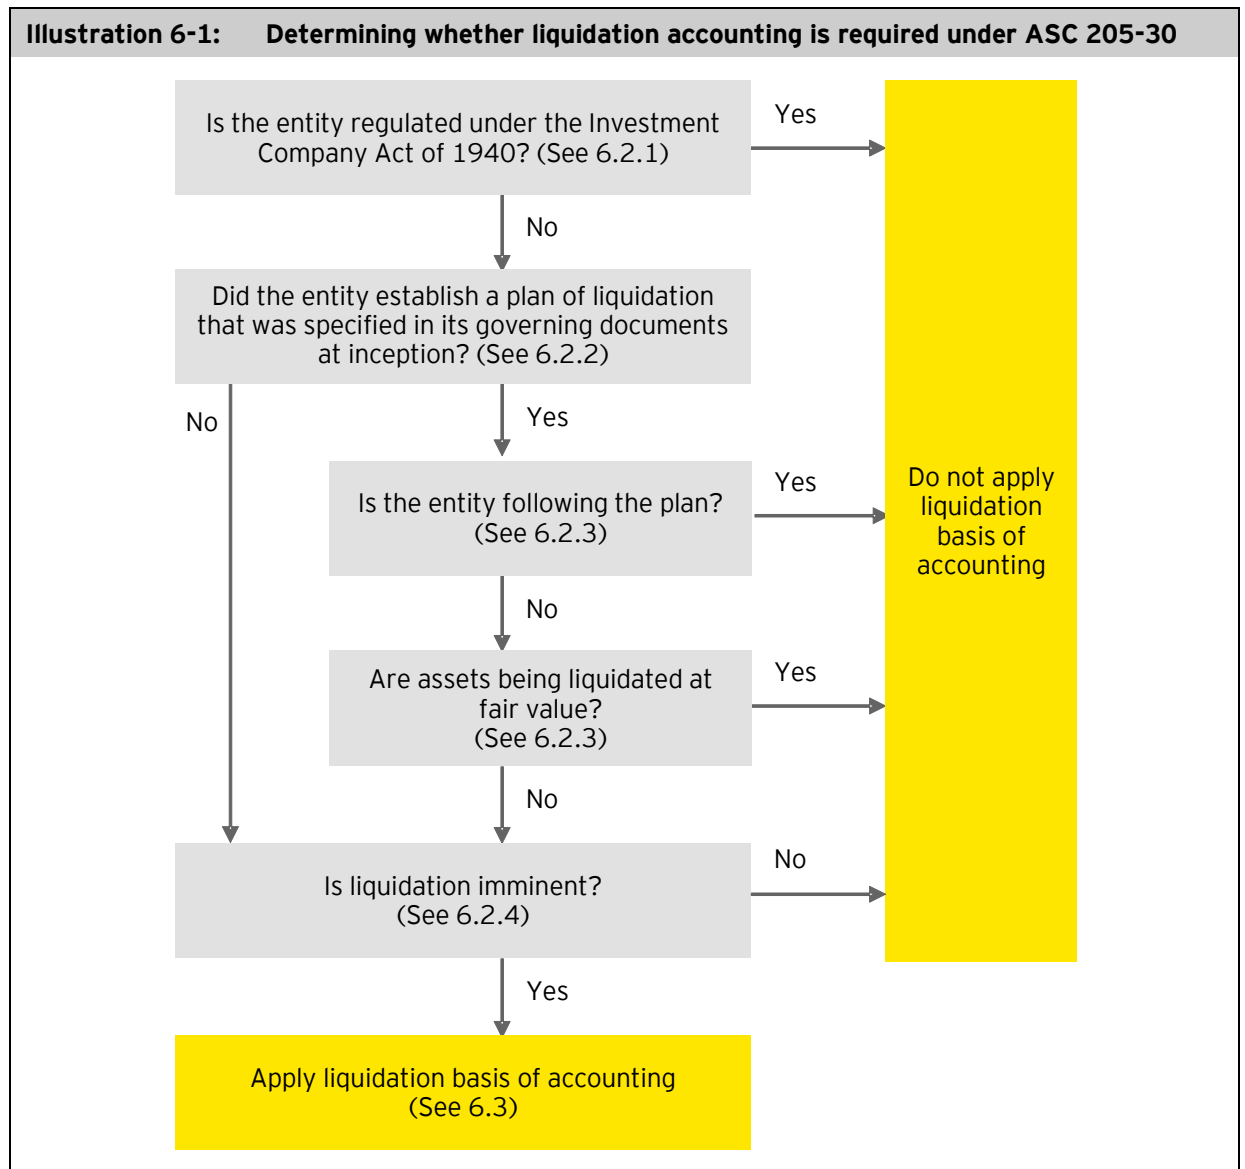 Illustration 6-1: Determining whether liquidation accounting is required under ASC 205-30
Is the entity regulated under the Investment
Company Act of 1940? (See 6.2.1)
Yes
No
Did the entity establish a plan of liquidation
that was specified in its governing documents
at inception? (See 6.2.2)
No
Yes
Is the entity following the plan?
(See 6.2.3)
Yes
Do not apply
liquidation
basis of
accounting
No
Are assets being liquidated at
fair value?
(See 6.2.3)
Yes
No
Is liquidation imminent?
(See 6.2.4)
No
Yes
Apply liquidation basis of accounting
(See 6.3)